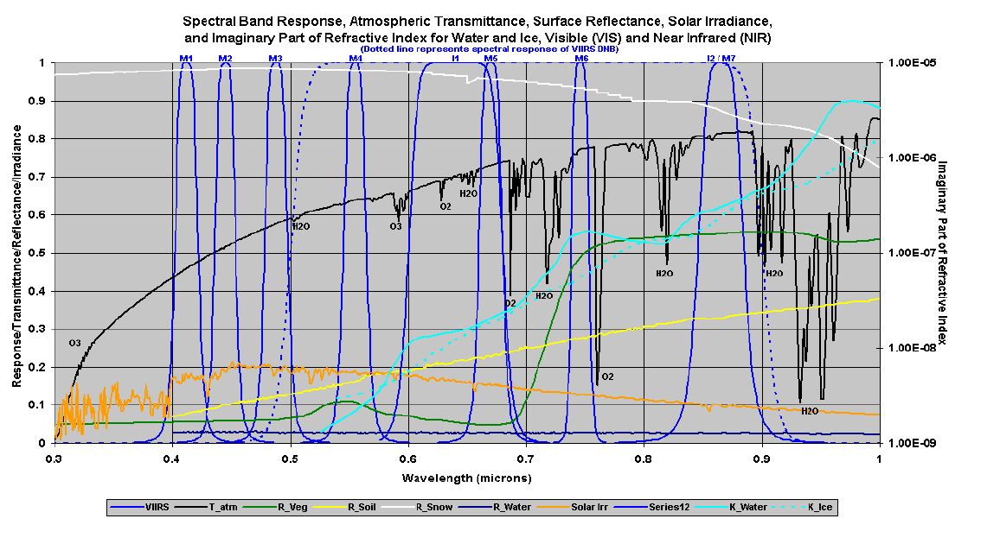 Spectral Band Response, Atmospheric Transmittance, Surface Reflectance, Solar Irradiance,
and Imaginary Part of Refractive Index for Water and Ice, Visible (VIS) and Near Infrared (NIR)
(Dotted line represents spectral response of VIIRS DNB)
M1 M2 M3 M4 I1 M5 M6 I2 / M7
1 1.00E-05
0.9
0.8
1.00E-06
0.7
0.6
0.5 1.00E-07
0.4
0.3
1.00E-08
0.2
0.1
0 1.00E-09
Response/Transmittance/Reflectance/Irradiance
Imaginary Part of Refractive Index
O3
H2O
O3
O2
H2O
O2
H2O
O2
H2O
H2O
H2O
0.3 0.4 0.5 0.6 0.7 0.8 0.9 1
Wavelength (microns)
VIIRS T_atm R_Veg R_Soil R_Snow R_Water Solar Irr Series12 K_Water K_Ice